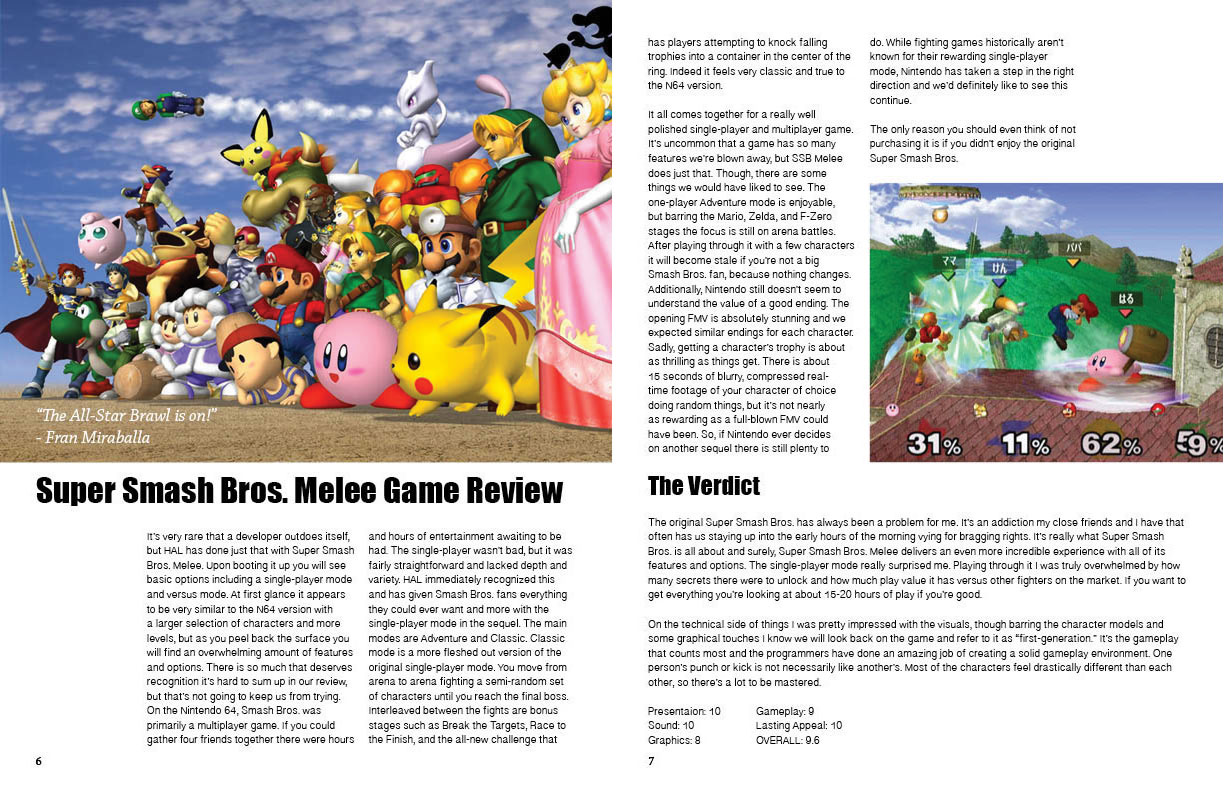 “The All-Star Brawl is on!”
- Fran Miraballa
Super Smash Bros. Melee Game Review
It’s very rare that a developer outdoes itself,
but HAL has done just that with Super Smash
Bros. Melee. Upon booting it up you will see
basic options including a single-player mode
and versus mode. At first glance it appears
to be very similar to the N64 version with
a larger selection of characters and more
levels, but as you peel back the surface you
will find an overwhelming amount of features
and options. There is so much that deserves
recognition it’s hard to sum up in our review,
but that’s not going to keep us from trying.
On the Nintendo 64, Smash Bros. was
primarily a multiplayer game. If you could
gather four friends together there were hours
and hours of entertainment awaiting to be
had. The single-player wasn’t bad, but it was
fairly straightforward and lacked depth and
variety. HAL immediately recognized this
and has given Smash Bros. fans everything
they could ever want and more with the
single-player mode in the sequel. The main
modes are Adventure and Classic. Classic
mode is a more fleshed out version of the
original single-player mode. You move from
arena to arena fighting a semi-random set
of characters until you reach the final boss.
Interleaved between the fights are bonus
stages such as Break the Targets, Race to
the Finish, and the all-new challenge that
6
has players attempting to knock falling
trophies into a container in the center of the
ring. Indeed it feels very classic and true to
the N64 version.
It all comes together for a really well
polished single-player and multiplayer game.
It’s uncommon that a game has so many
features we’re blown away, but SSB Melee
does just that. Though, there are some
things we would have liked to see. The
one-player Adventure mode is enjoyable,
but barring the Mario, Zelda, and F-Zero
stages the focus is still on arena battles.
After playing through it with a few characters
it will become stale if you’re not a big
Smash Bros. fan, because nothing changes.
Additionally, Nintendo still doesn’t seem to
understand the value of a good ending. The
opening FMV is absolutely stunning and we
expected similar endings for each character.
Sadly, getting a character’s trophy is about
as thrilling as things get. There is about
15 seconds of blurry, compressed real-
time footage of your character of choice
doing random things, but it’s not nearly
as rewarding as a full-blown FMV could
have been. So, if Nintendo ever decides
on another sequel there is still plenty to
do. While fighting games historically aren’t
known for their rewarding single-player
mode, Nintendo has taken a step in the right
direction and we’d definitely like to see this
continue.
The only reason you should even think of not
purchasing it is if you didn’t enjoy the original
Super Smash Bros.
パパ
ママ
けん
はる
31%
11%
62%
59%
The Verdict
The original Super Smash Bros. has always been a problem for me. It’s an addiction my close friends and I have that
often has us staying up into the early hours of the morning vying for bragging rights. It’s really what Super Smash
Bros. is all about and surely, Super Smash Bros. Melee delivers an even more incredible experience with all of its
features and options. The single-player mode really surprised me. Playing through it I was truly overwhelmed by how
many secrets there were to unlock and how much play value it has versus other fighters on the market. If you want to
get everything you’re looking at about 15-20 hours of play if you’re good.
On the technical side of things I was pretty impressed with the visuals, though barring the character models and
some graphical touches I know we will look back on the game and refer to it as “first-generation.” It’s the gameplay
that counts most and the programmers have done an amazing job of creating a solid gameplay environment. One
person’s punch or kick is not necessarily like another’s. Most of the characters feel drastically different than each
other, so there’s a lot to be mastered.
Presentaion: 10
Sound: 10
Graphics: 8
Gameplay: 9
Lasting Appeal: 10
OVERALL: 9.6
7